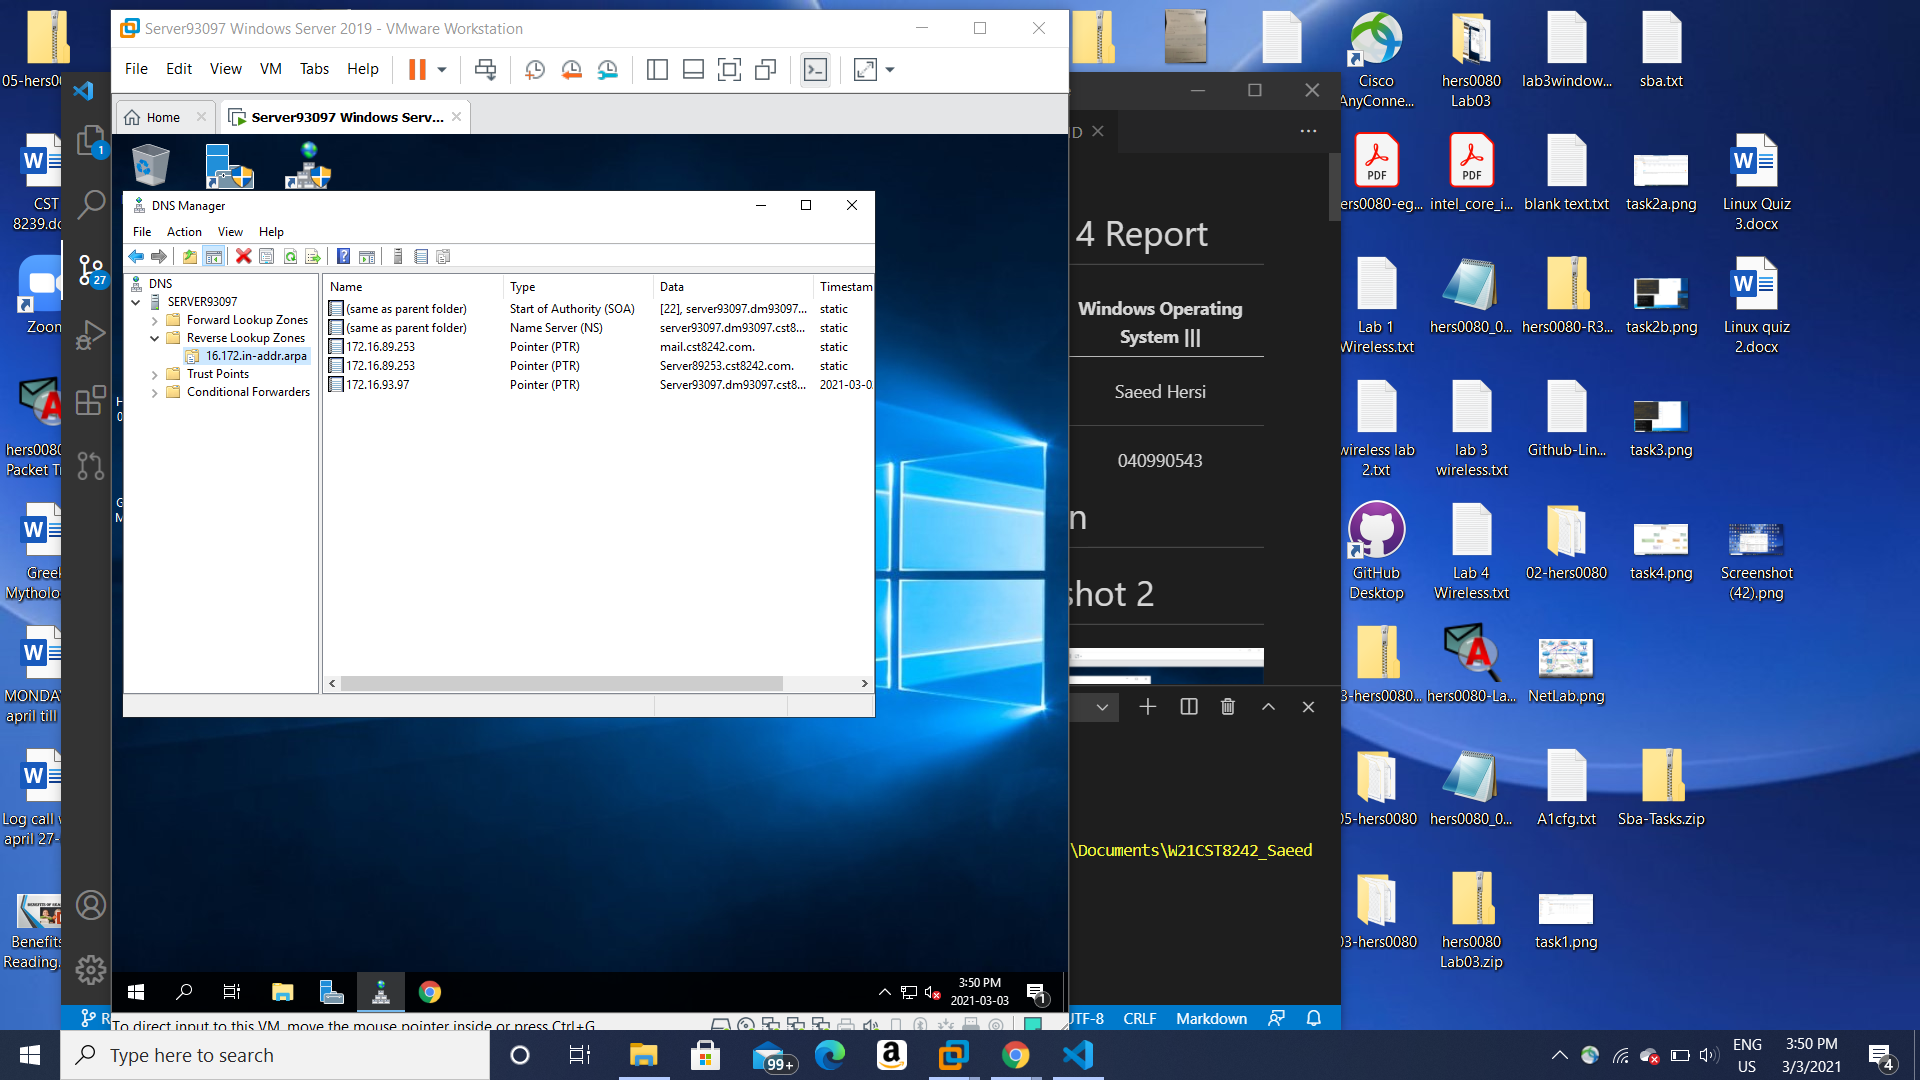 Server93097 Windows Server 2019 - VMware Workstation
File Edit View VM Tabs Help
Home
Server93097 Windows Serv...
DNS Manager
File Action View Help
DNS
SERVER93097
Forward Lookup Zones
Reverse Lookup Zones
16.172.in-addr.arpa
Trust Points
Conditional Forwarders
Name Type Data Timestam
(same as parent folder) Start of Authority (SOA) [22], server93097.dm93097... static
(same as parent folder) Name Server (NS) server93097.dm93097.cst8... static
172.16.89.253 Pointer (PTR) mail.cst8242.com. static
172.16.89.253 Pointer (PTR) Server89253.cst8242.com. static
172.16.93.97 Pointer (PTR) Server93097.dm93097.cst8... 2021-03-0
3:50 PM
2021-03-03
1
To direct input to this VM, move the mouse pointer inside or press Ctrl+G.
1
27
4 Report
Windows Operating
System |||
Saeed Hersi
040990543
n
shot 2
\Documents\W21CST8242_Saeed
UTF-8 CRLF Markdown
05-hers0
CST
8239.do
Zoom
hers0080
Packet Tr
Greek
Mytholo
MONDAY
april till
Log call w
april 27-
Benefits
Reading.
Cisco
AnyConne...
hers0080
Lab03
lab3window...
sba.txt
hers0080-eg...
intel_core_i...
blank text.txt
task2a.png
Linux Quiz
3.docx
Lab 1
Wireless.txt
hers0080_0...
hers0080-R3...
task2b.png
Linux quiz
2.docx
wireless lab
2.txt
lab 3
wireless.txt
Github-Lin...
task3.png
GitHub
Desktop
Lab 4
Wireless.txt
02-hers0080
task4.png
Screenshot
(42).png
3-hers0080...
hers0080-La...
NetLab.png
05-hers0080
hers0080_0...
A1cfg.txt
Sba-Tasks.zip
03-hers0080
hers0080
Lab03.zip
task1.png
Type here to search
99+
ENG
US
3:50 PM
3/3/2021
4